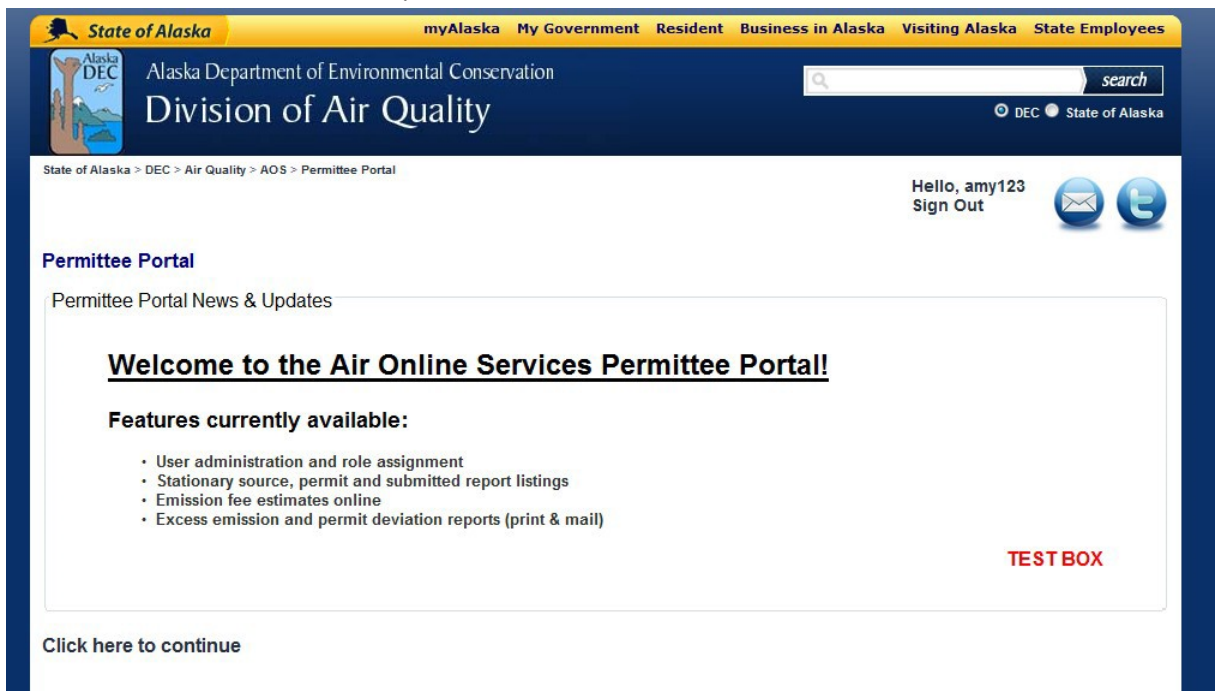 State of Alaska
myAlaska My Government Resident Business in Alaska Visiting Alaska State Employees
Alaska
DEC
Alaska Department of Environmental Conservation
Division of Air Quality
search
DEC State of Alaska
State of Alaska > DEC > Air Quality > AOS > Permittee Portal
Hello, amy123
Sign Out
Permittee Portal
Permittee Portal News & Updates
Welcome to the Air Online Services Permittee Portal!
Features currently available:
• User administration and role assignment
• Stationary source, permit and submitted report listings
• Emission fee estimates online
• Excess emission and permit deviation reports (print & mail)
TEST BOX
Click here to continue